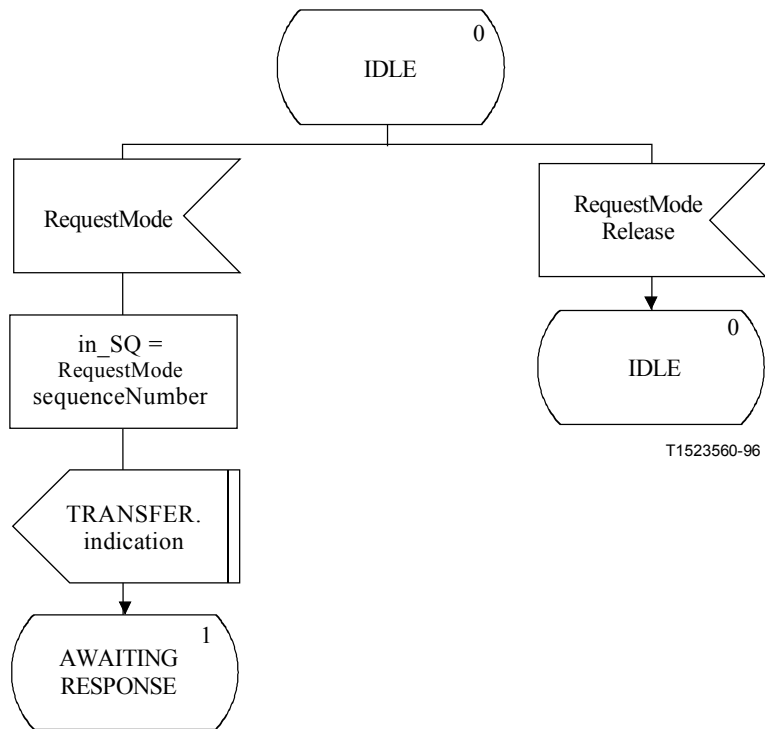 0
IDLE
RequestMode
RequestMode
Release
in_SQ =
RequestMode
sequenceNumber
0
IDLE
T1523560-96
TRANSFER.
indication
1
AWAITING
RESPONSE